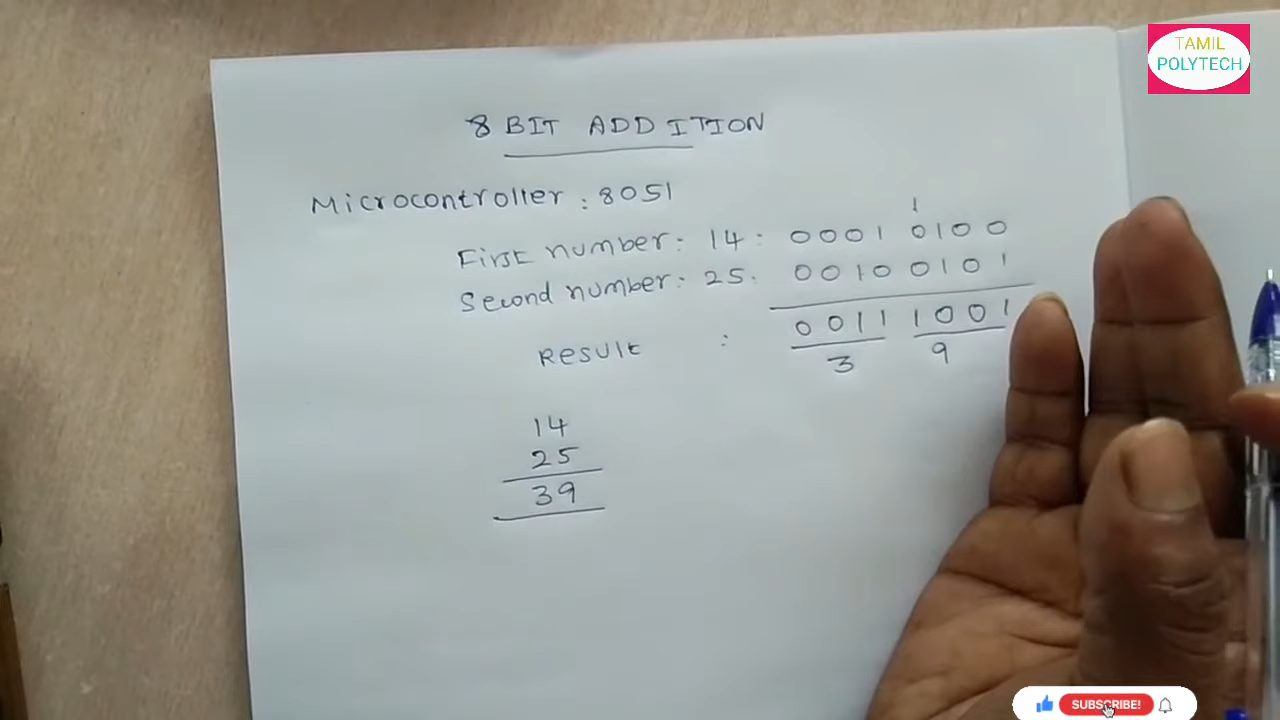 TAMIL
POLYTECH
8 BIT ADDITION
Microcontroller : 8051
1
First number : 14 : 0001 0100
Second number : 25. 0010 0101
Result : 0011 1001
3 9
14
25
39
SUBSCRIBE!